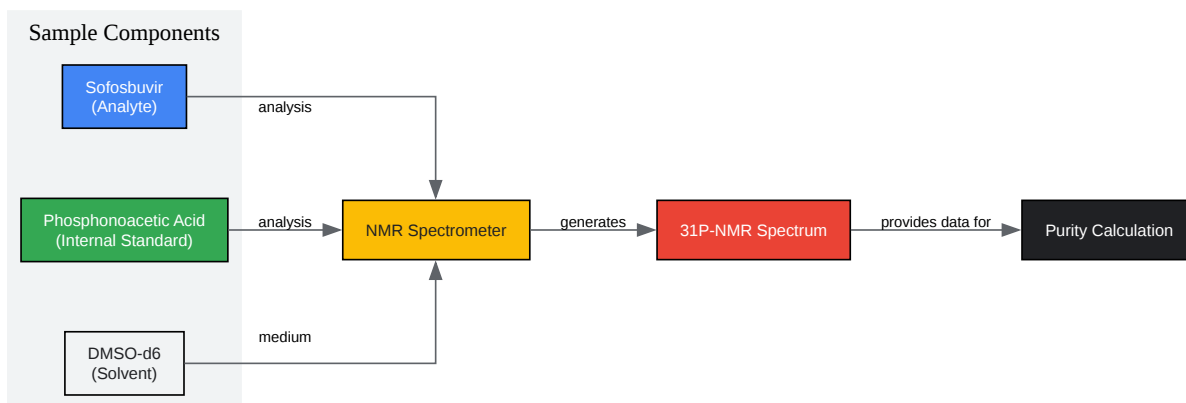 Sample Components
Sofosbuvir
(Analyte)
analysis
Phosphonoacetic Acid
(Internal Standard)
analysis
NMR Spectrometer
generates
31P-NMR Spectrum
provides data for
Purity Calculation
DMSO-d6
(Solvent)
medium